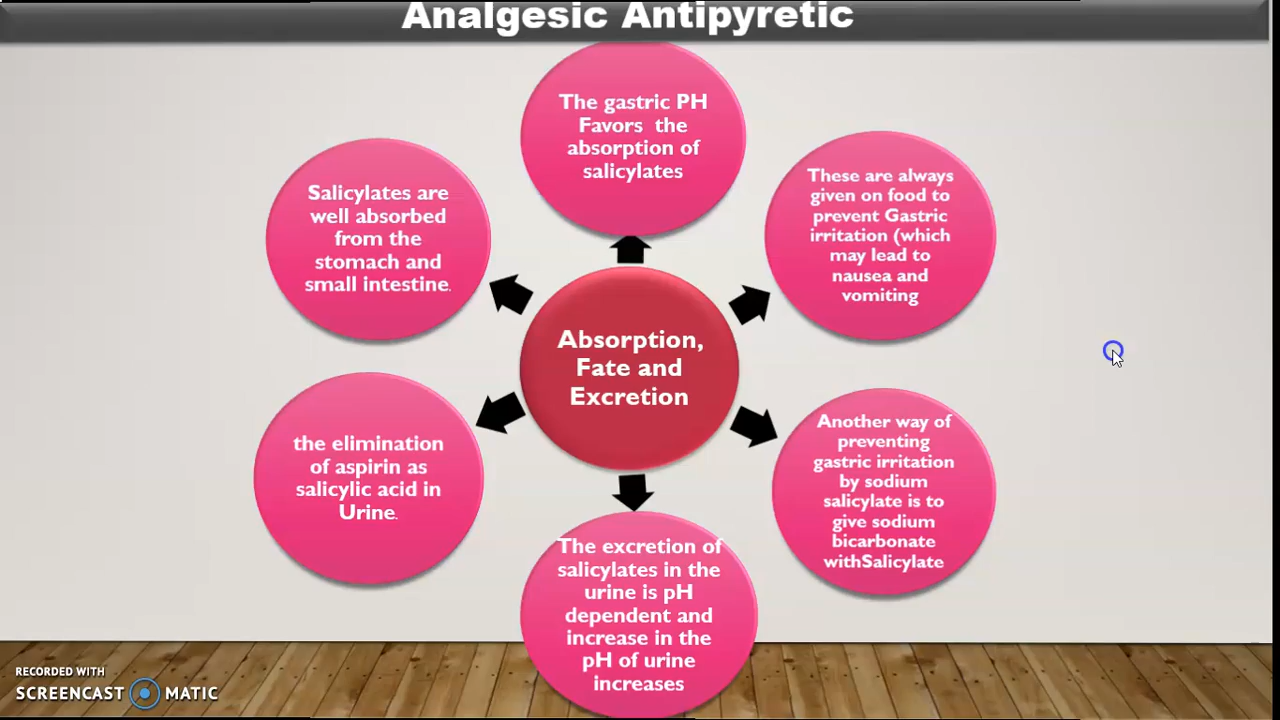 Analgesic Antipyretic
The gastric PH
Favors the
absorption of
salicylates
These are always
given on food to
prevent Gastric
irritation (which
may lead to
nausea and
vomiting
Salicylates are
well absorbed
from the
stomach and
small intestine.
Absorption,
Fate and
Excretion
the elimination
of aspirin as
salicylic acid in
Urine.
Another way of
preventing
gastric irritation
by sodium
salicylate is to
give sodium
bicarbonate
withSalicylate
The excretion of
salicylates in the
urine is pH
dependent and
increase in the
pH of urine
increases
RECORDED WITH
SCREENCAST MATIC